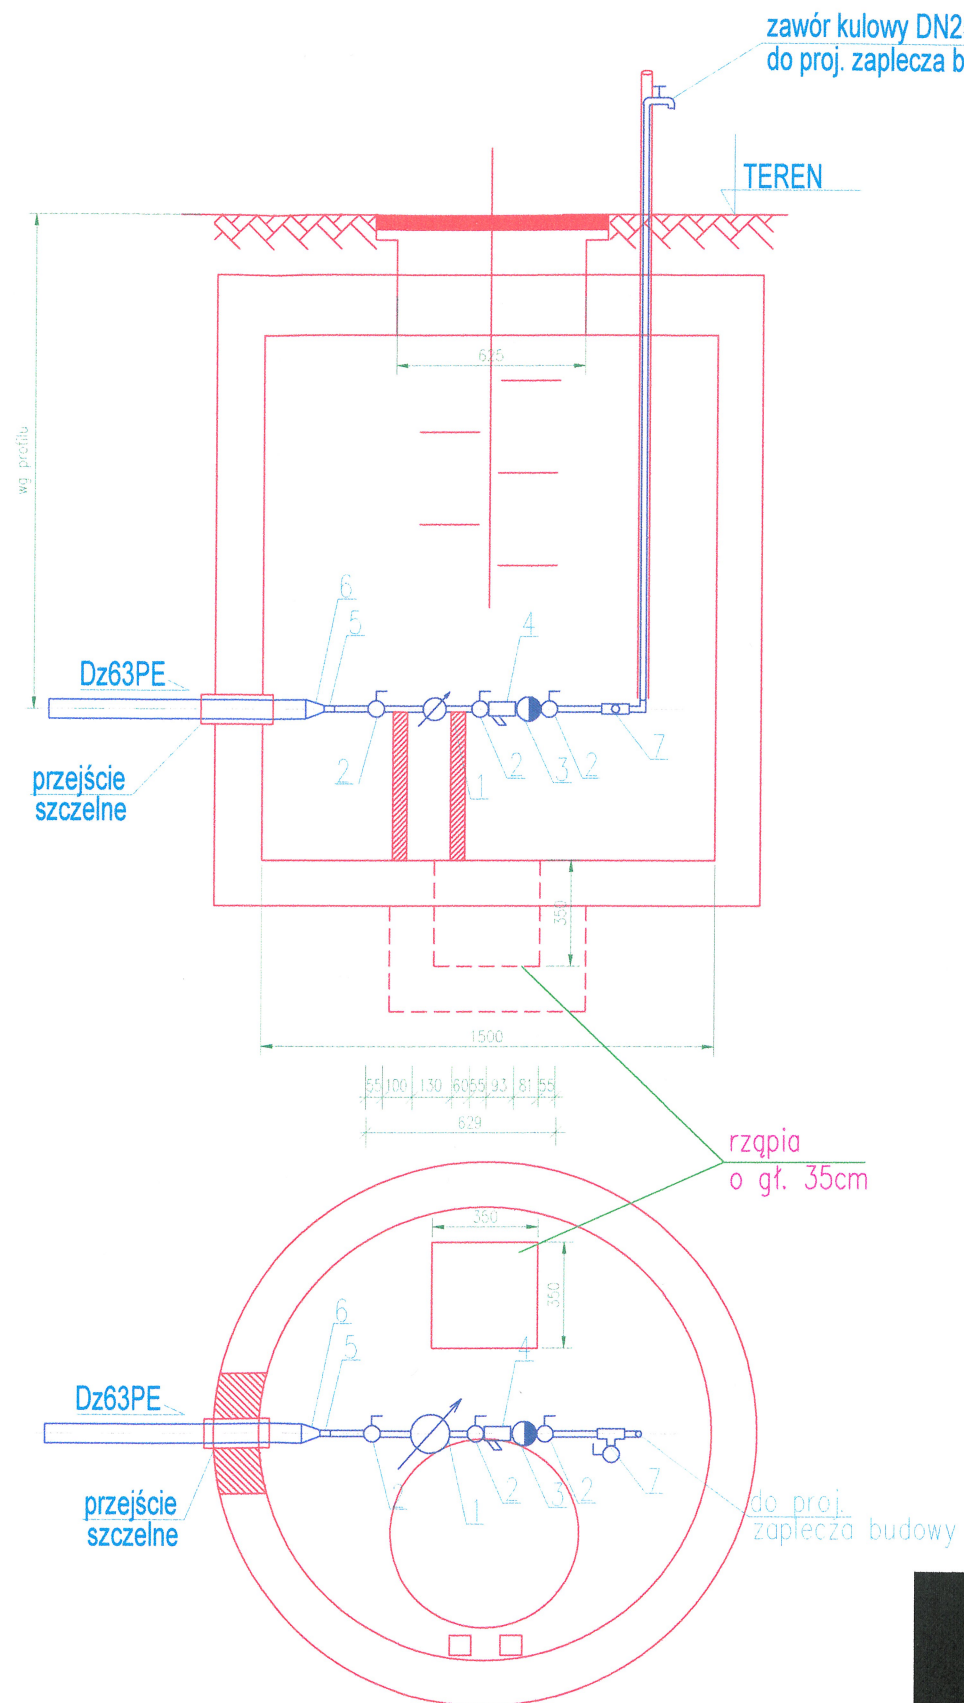 zawór kulowy DN2
do proj. zaplecza b
TEREN
625
wg profilu
6
5
4
Dz63PE
2
1
2
3
2
7
przejście
szczelne
350
1500
55 100 130 60 55 93 81 55
629
rząpia
o gł. 35cm
350
350
6
5
4
Dz63PE
2
1
2
3
2
7
przejście
szczelne
do proj.
zaplecza budowy